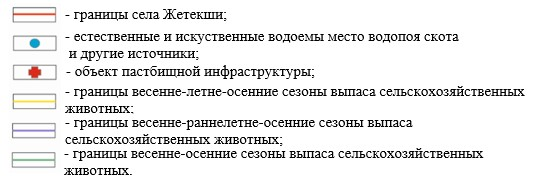 - границы села Жетекши;
- естественные и искуственные водоемы место водопоя скота
и другие источники;
- объект пастбищной инфраструктуры;
- границы весенне-летне-осенние сезоны выпаса сельскохозяйственных
животных;
- границы весенне-раннелетне-осенние сезоны выпаса
сельскохозяйственных животных;
- границы весенне-осенние сезоны выпаса сельскохозяйственных
животных.